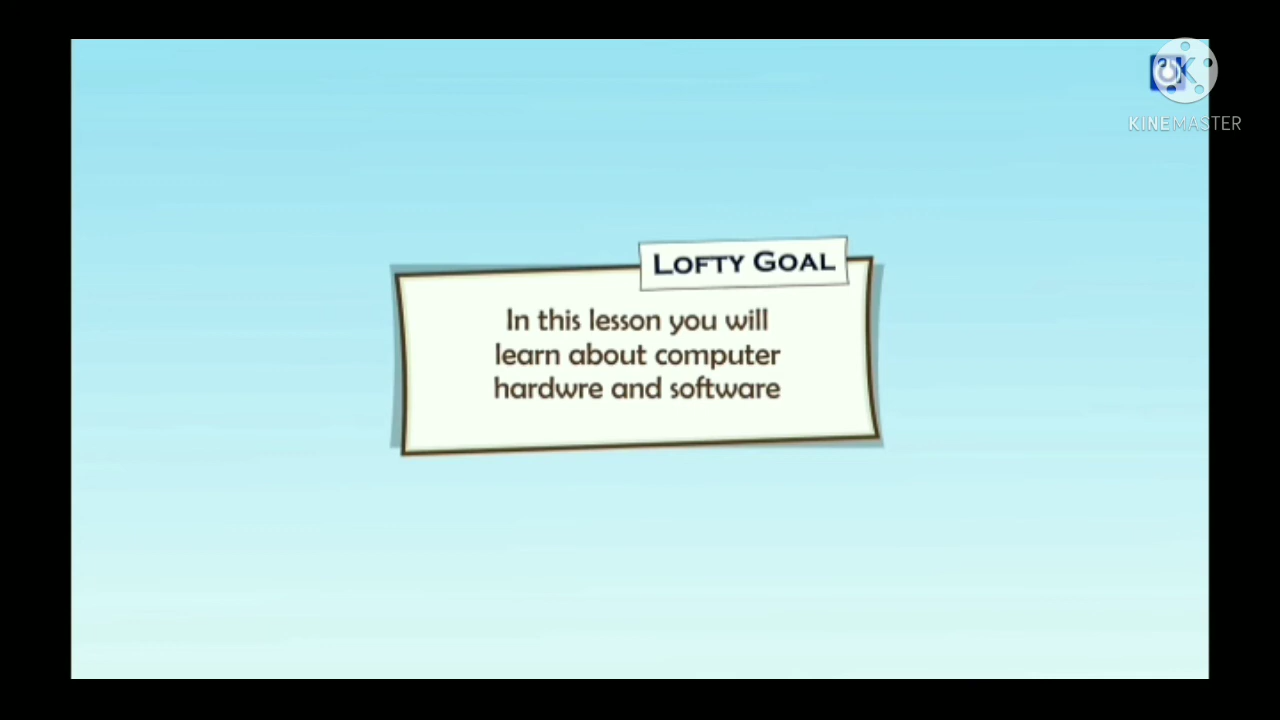 KINEMASTER
LOFTY GOAL
In this lesson you will
learn about computer
hardwre and software